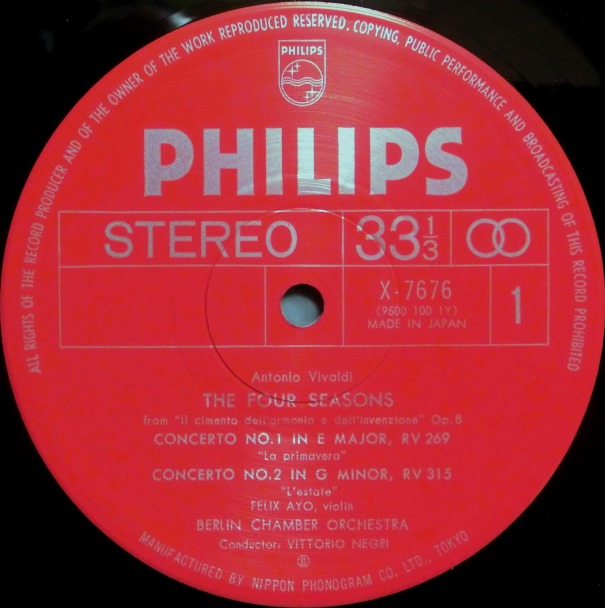 ALL RIGHTS OF THE RECORD PRODUCER AND OF THE OWNER OF THE WORK REPRODUCED RESERVED. COPYING, PUBLIC PERFORMANCE AND BROADCASTING OF THIS RECORD PROHIBITED
PHILIPS
PHILIPS
STEREO 33 1/3
X-7676
(9500 100 1Y)
MADE IN JAPAN
1
Antonio Vivaldi
THE FOUR SEASONS
from "il cimento dell'armonia e dell'invenzione" Op.8
CONCERTO NO.1 IN E MAJOR, RV 269
"La primavera"
CONCERTO NO.2 IN G MINOR, RV 315
"L'estate"
FELIX AYO, violin
BERLIN CHAMBER ORCHESTRA
Conductor: VITTORIO NEGRI
MANUFACTURED BY NIPPON PHONOGRAM CO. LTD., TOKYO